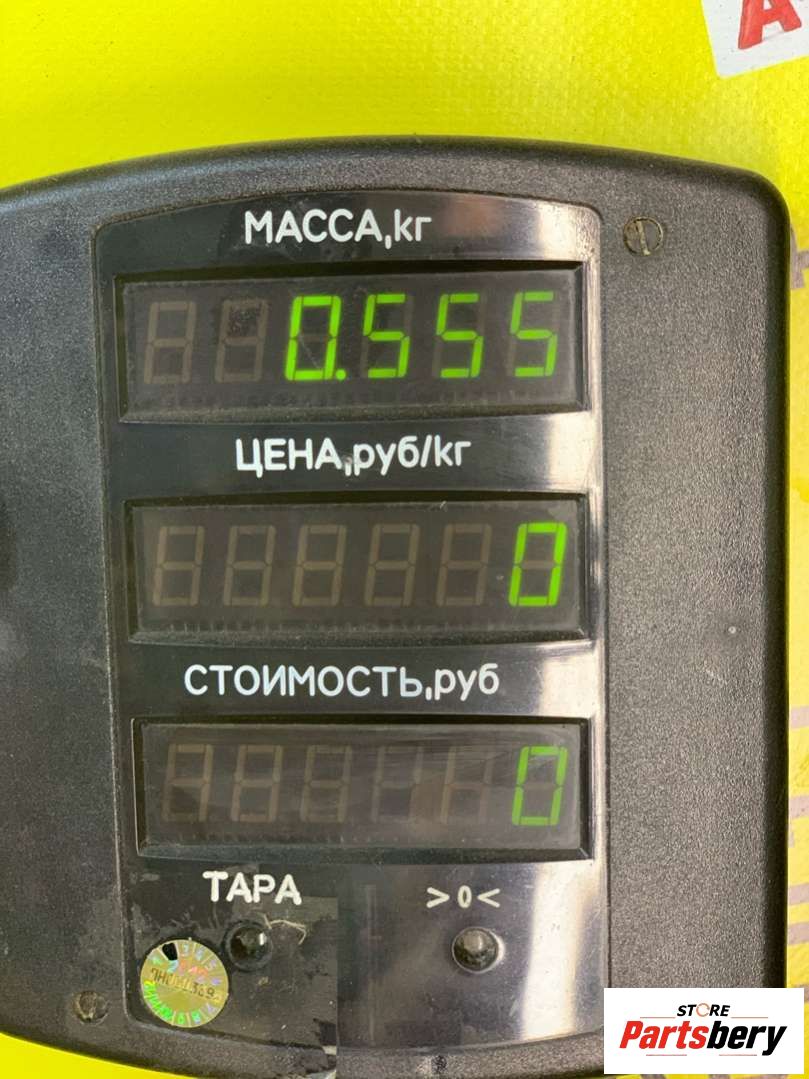 МАССА,кг
0.555
ЦЕНА,руб/кг
0
СТОИМОСТЬ,руб
0
ТАРА
>0<
STORE
Partsbery